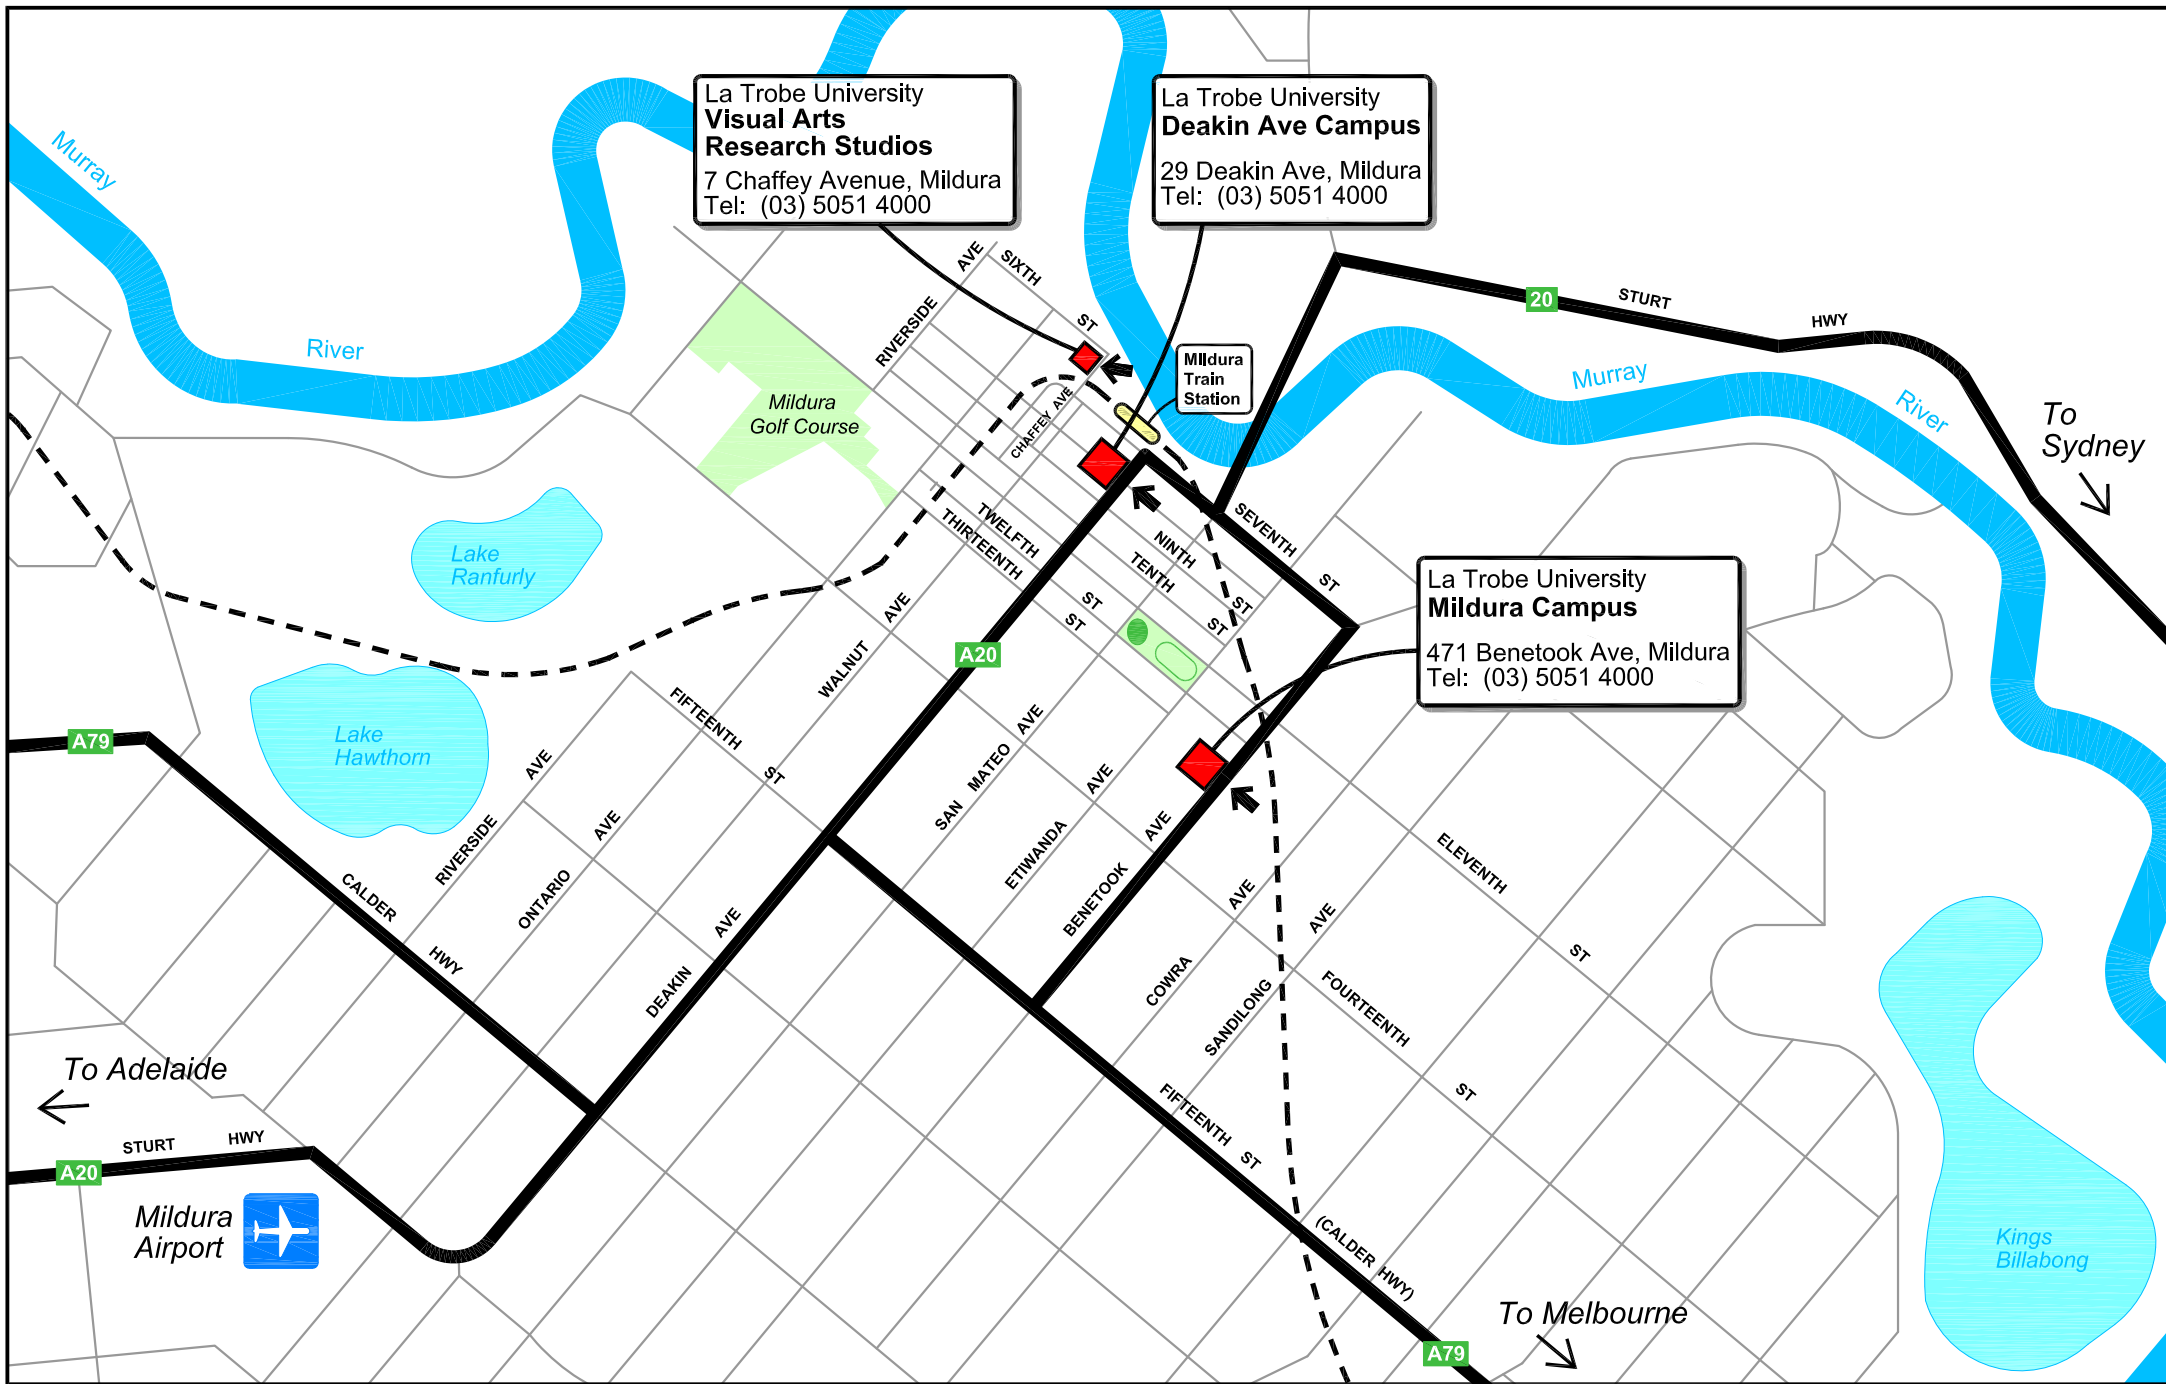 La Trobe University
Visual Arts
Research Studios
7 Chaffey Avenue, Mildura
Tel: (03) 5051 4000
La Trobe University
Deakin Ave Campus
29 Deakin Ave, Mildura
Tel: (03) 5051 4000
Murray
River
RIVERSIDE AVE
SIXTH ST
20
STURT HWY
MIldura
Train
Station
Murray
River
To
Sydney
Mildura
Golf Course
CHAFFEY AVE
SEVENTH ST
NINTH ST
TENTH ST
TWELFTH ST
THIRTEENTH ST
Lake
Ranfurly
La Trobe University
Mildura Campus
471 Benetook Ave, Mildura
Tel: (03) 5051 4000
A20
WALNUT AVE
FIFTEENTH ST
A79
Lake
Hawthorn
RIVERSIDE AVE
ONTARIO AVE
SAN MATEO AVE
ETIWANDA AVE
BENETOOK AVE
CALDER HWY
DEAKIN AVE
COWRA AVE
SANDILONG AVE
ELEVENTH ST
FOURTEENTH ST
To Adelaide
STURT HWY
A20
FIFTEENTH ST
(CALDER HWY)
Mildura
Airport
Kings
Billabong
To Melbourne
A79